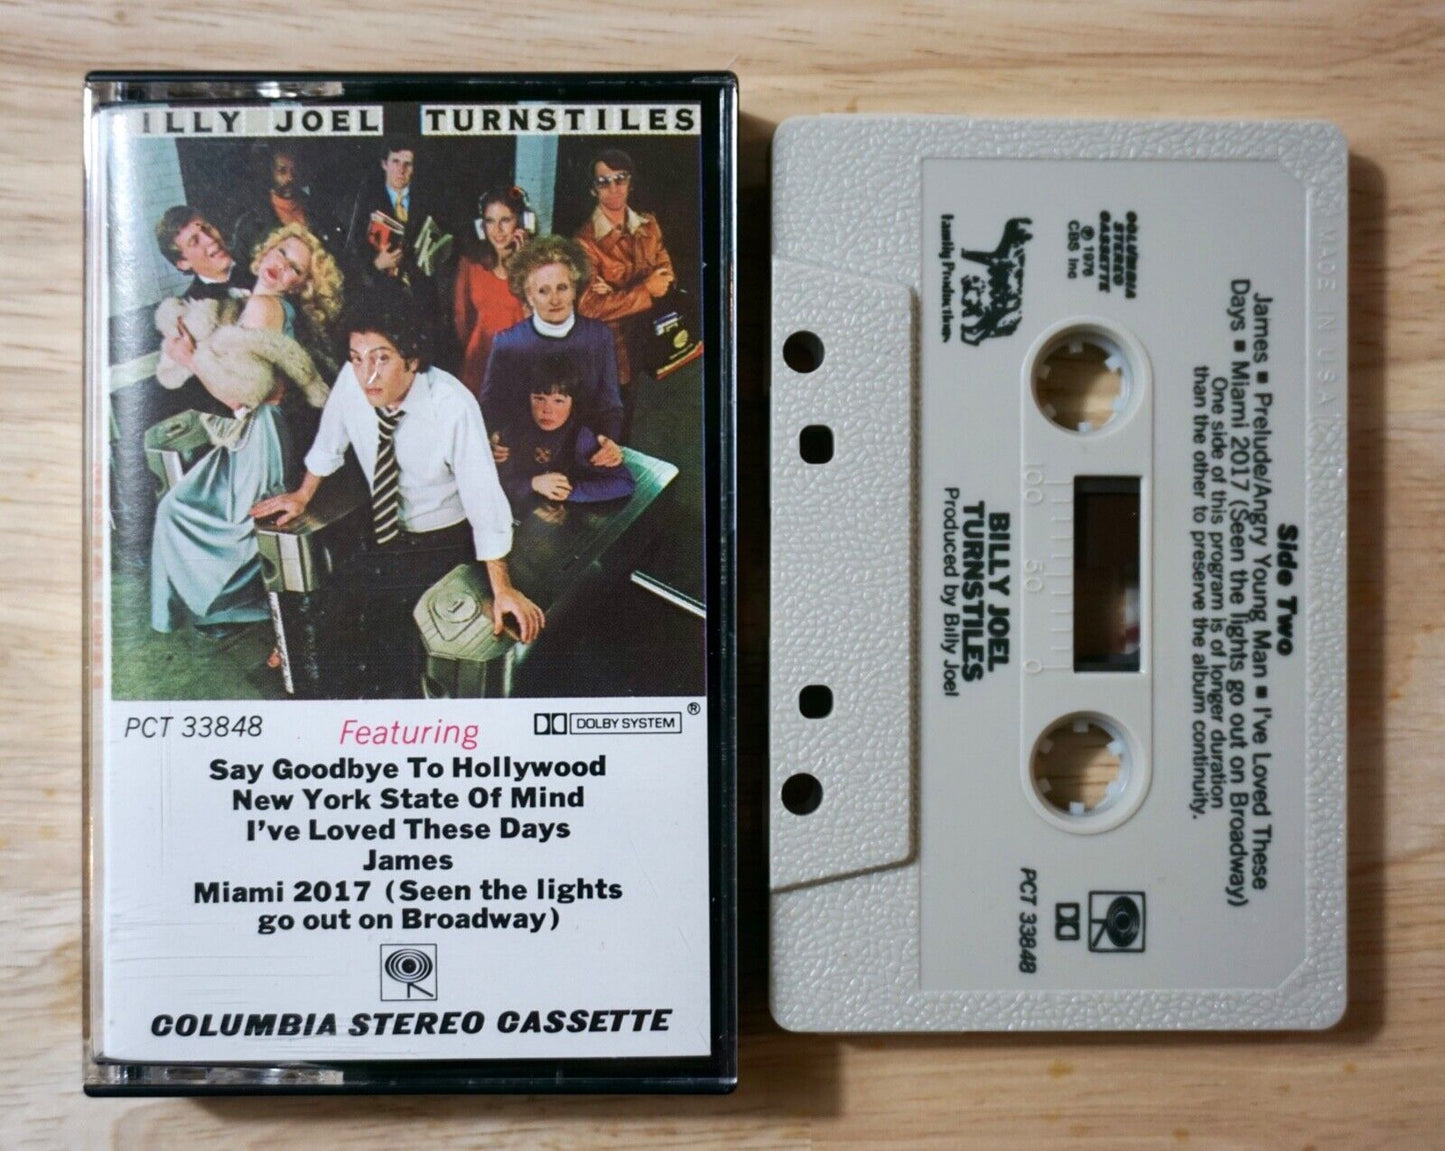 ILLY JOEL TURNSTILES
PCT 33848
Featuring
DOLBY SYSTEM ®
Say Goodbye To Hollywood
New York State Of Mind
I've Loved These Days
James
Miami 2017 (Seen the lights
go out on Broadway)
COLUMBIA STEREO CASSETTE
MADE IN U.S.A.
Side Two
James ■ Prelude/Angry Young Man ■ I've Loved These
Days ■ Miami 2017 (Seen the lights go out on Broadway)
One side of this program is of longer duration
than the other to preserve the album continuity.
COLUMBIA
STEREO
CASSETTE
℗ 1976
CBS Inc
Family Productions
100 50 0
BILLY JOEL
TURNSTILES
Produced by Billy Joel
PCT 33848